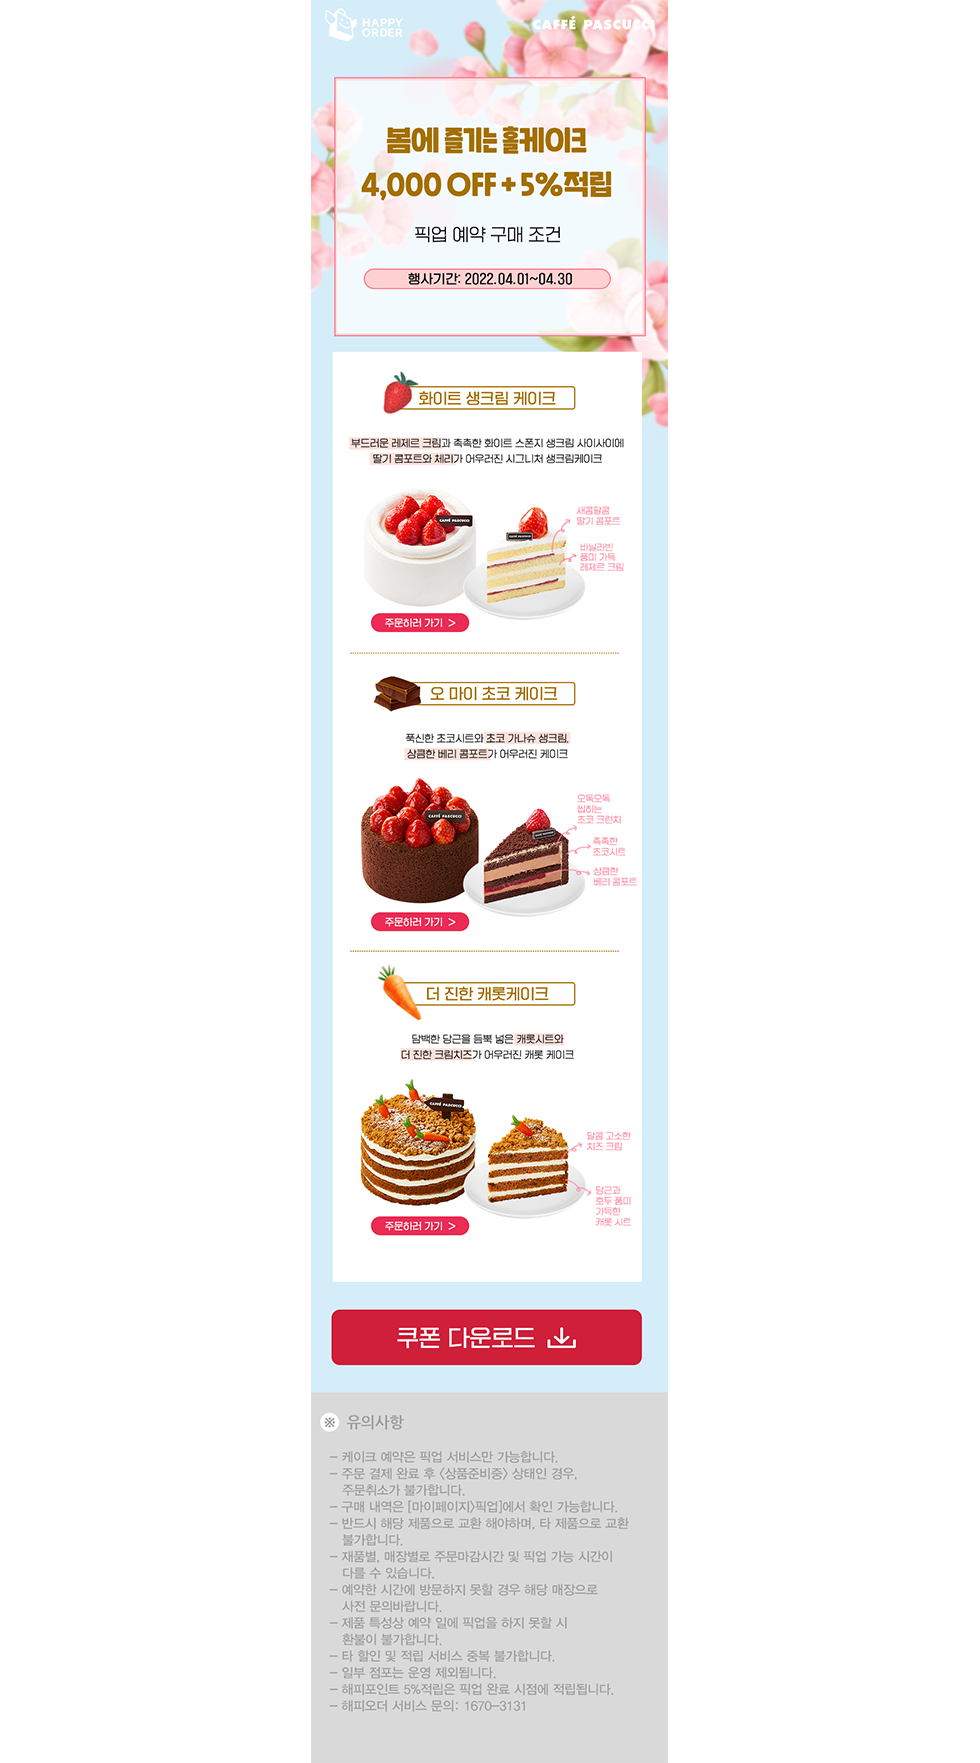 HAPPY
ORDER
CAFFÉ PASCUCCI
봄에 즐기는 홀케이크
4,000 OFF + 5%적립
픽업 예약 구매 조건
행사기간: 2022.04.01~04.30
화이트 생크림 케이크
부드러운 레제르 크림과 촉촉한 화이트 스폰지 생크림 사이사이에
딸기 콤포트와 체리가 어우러진 시그니처 생크림케이크
CAFFÉ PASCUCCI
CAFFÉ PASCUCCI
새콤달콤
딸기 콤포트
바닐라빈
풍미 가득
레제르 크림
주문하러 가기 >
오 마이 초코 케이크
푹신한 초코시트와 초코 가나슈 생크림,
상큼한 베리 콤포트가 어우러진 케이크
CAFFÉ PASCUCCI
오독오독
씹히는
초코 크런치
촉촉한
초코시트
상큼한
베리 콤포트
주문하러 가기 >
더 진한 캐롯케이크
담백한 당근을 듬뿍 넣은 캐롯시트와
더 진한 크림치즈가 어우러진 캐롯 케이크
CAFFÉ PASCUCCI
달콤 고소한
치즈 크림
당근과
호두 풍미
가득한
캐롯 시트
주문하러 가기 >
쿠폰 다운로드
※ 유의사항
- 케이크 예약은 픽업 서비스만 가능합니다.
- 주문 결제 완료 후 <상품준비중> 상태인 경우,
주문취소가 불가합니다.
- 구매 내역은 [마이페이지>픽업]에서 확인 가능합니다.
- 반드시 해당 제품으로 교환 해야하며, 타 제품으로 교환
불가합니다.
- 재품별, 매장별로 주문마감시간 및 픽업 가능 시간이
다를 수 있습니다.
- 예약한 시간에 방문하지 못할 경우 해당 매장으로
사전 문의바랍니다.
- 제품 특성상 예약 일에 픽업을 하지 못할 시
환불이 불가합니다.
- 타 할인 및 적립 서비스 중복 불가합니다.
- 일부 점포는 운영 제외됩니다.
- 해피포인트 5%적립은 픽업 완료 시점에 적립됩니다.
- 해피오더 서비스 문의: 1670-3131